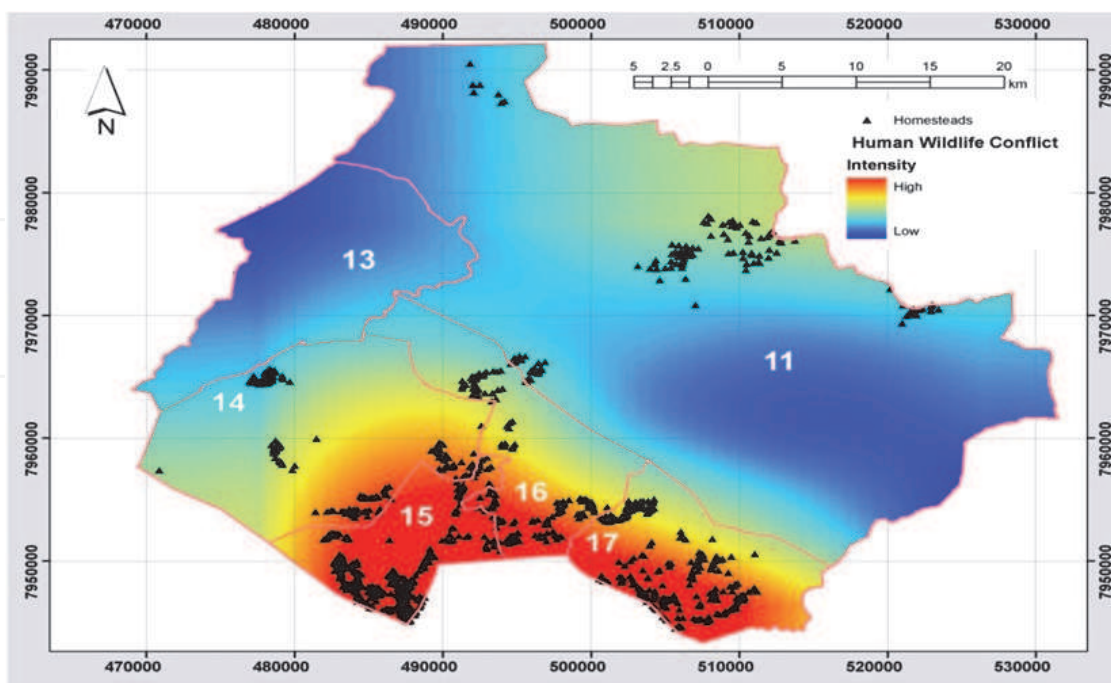 470000 480000 490000 500000 510000 520000 530000
7990000 7990000
5 2.5 0 5 10 15 20
km
N
Homesteads
Human Wildlife Conflict
Intensity
High
Low
7980000 7980000
13
7970000 7970000
11
14
7960000 7960000
16
15
17
7950000 7950000
470000 480000 490000 500000 510000 520000 530000